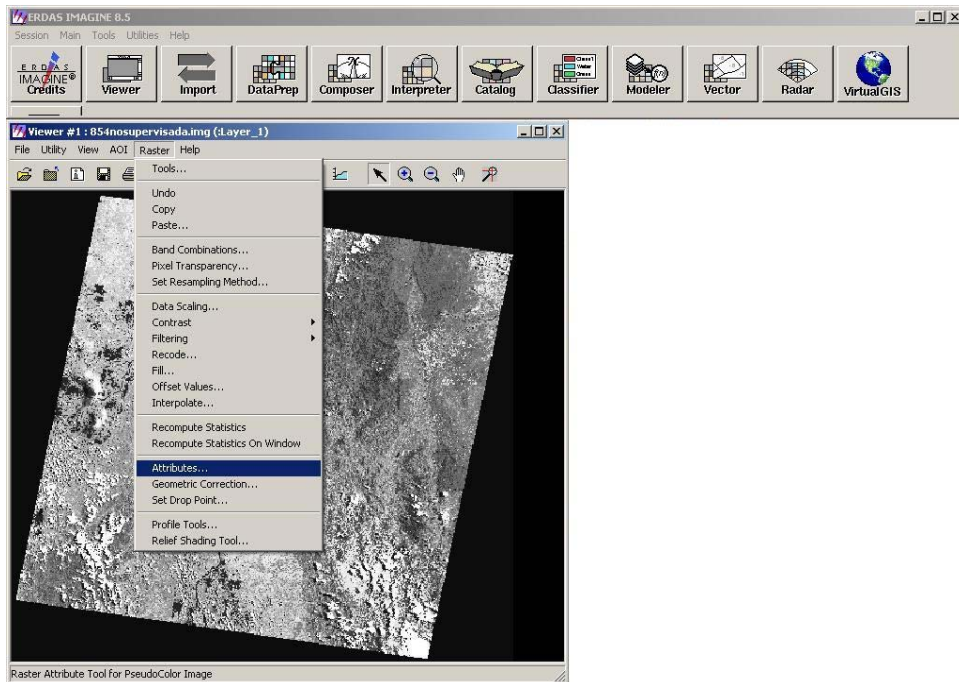 ERDAS IMAGINE 8.5
Session Main Tools Utilities Help
ERDAS
IMAGINE®
Credits
Viewer
Import
DataPrep
Composer
Interpreter
Catalog
Class1
Water
Green
Classifier
Modeler
Vector
Radar
VirtualGIS
Viewer #1 : 854nosupervisada.img (:Layer_1)
File Utility View AOI Raster Help
Tools...
Undo
Copy
Paste...
Band Combinations...
Pixel Transparency...
Set Resampling Method...
Data Scaling...
Contrast
Filtering
Recode...
Fill...
Offset Values...
Interpolate...
Recompute Statistics
Recompute Statistics On Window
Attributes...
Geometric Correction...
Set Drop Point...
Profile Tools...
Relief Shading Tool...
Raster Attribute Tool for PseudoColor Image